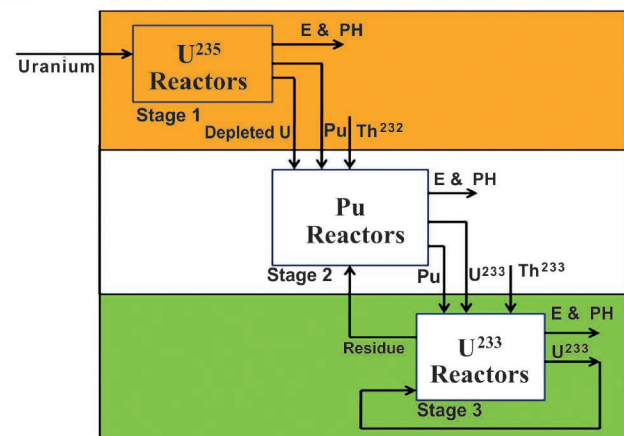 Uranium
U²³⁵
Reactors
E & PH
Stage 1
Depleted U
Pu
Th²³²
Pu
Reactors
E & PH
Stage 2
Pu
U²³³
Th²³³
Residue
U²³³
Reactors
E & PH
U²³³
Stage 3